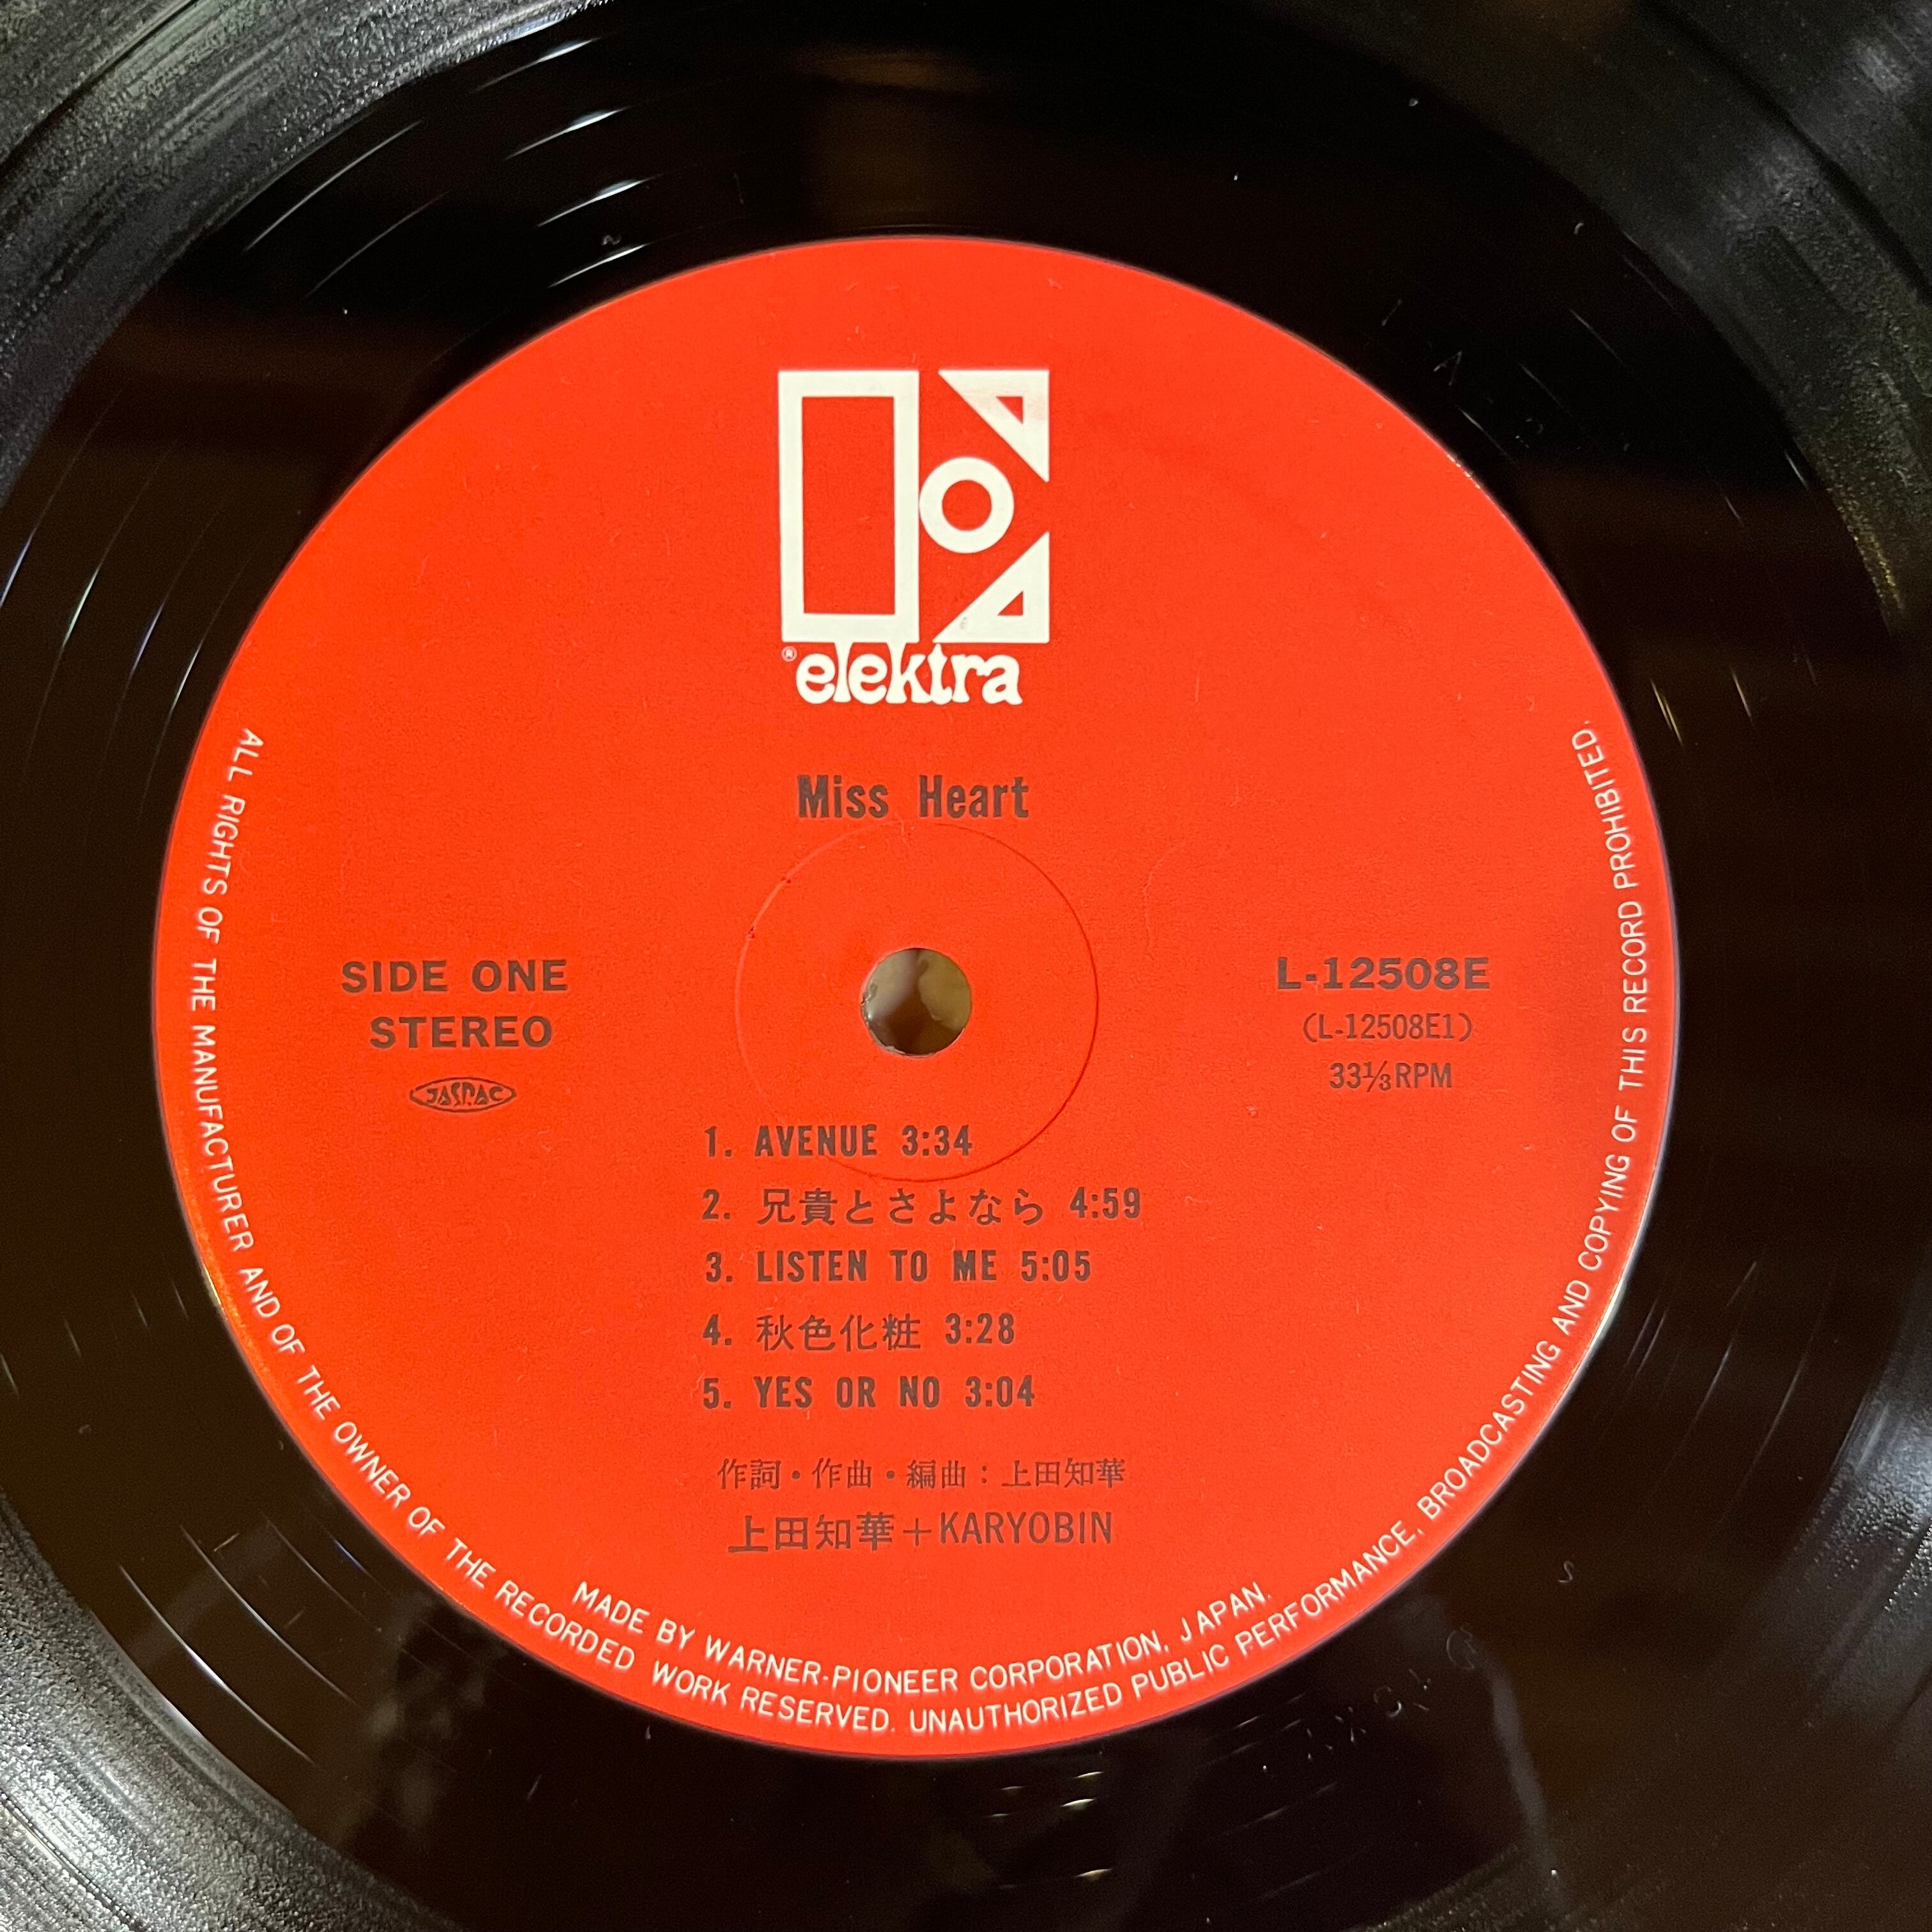 ® elektra
Miss Heart
SIDE ONE
STEREO
JASRAC
L-12508E
(L-12508E1)
33⅓RPM
1. AVENUE 3:34
2. 兄貴とさよなら 4:59
3. LISTEN TO ME 5:05
4. 秋色化粧 3:28
5. YES OR NO 3:04
作詞・作曲・編曲：上田知華
上田知華＋KARYOBIN
MADE BY WARNER-PIONEER CORPORATION, JAPAN.
ALL RIGHTS OF THE MANUFACTURER AND OF THE OWNER OF THE RECORDED WORK RESERVED. UNAUTHORIZED PUBLIC PERFORMANCE, BROADCASTING AND COPYING OF THIS RECORD PROHIBITED.